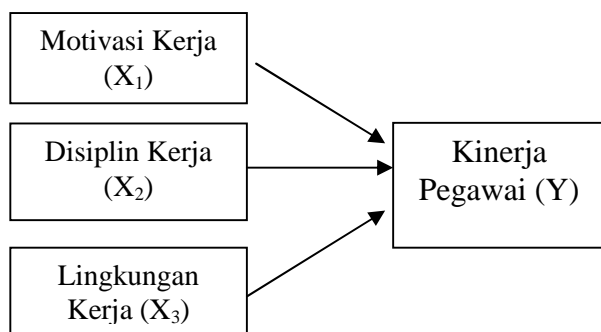 Motivasi Kerja
(X₁)
Disiplin Kerja
(X₂)
Lingkungan
Kerja (X₃)
Kinerja
Pegawai (Y)